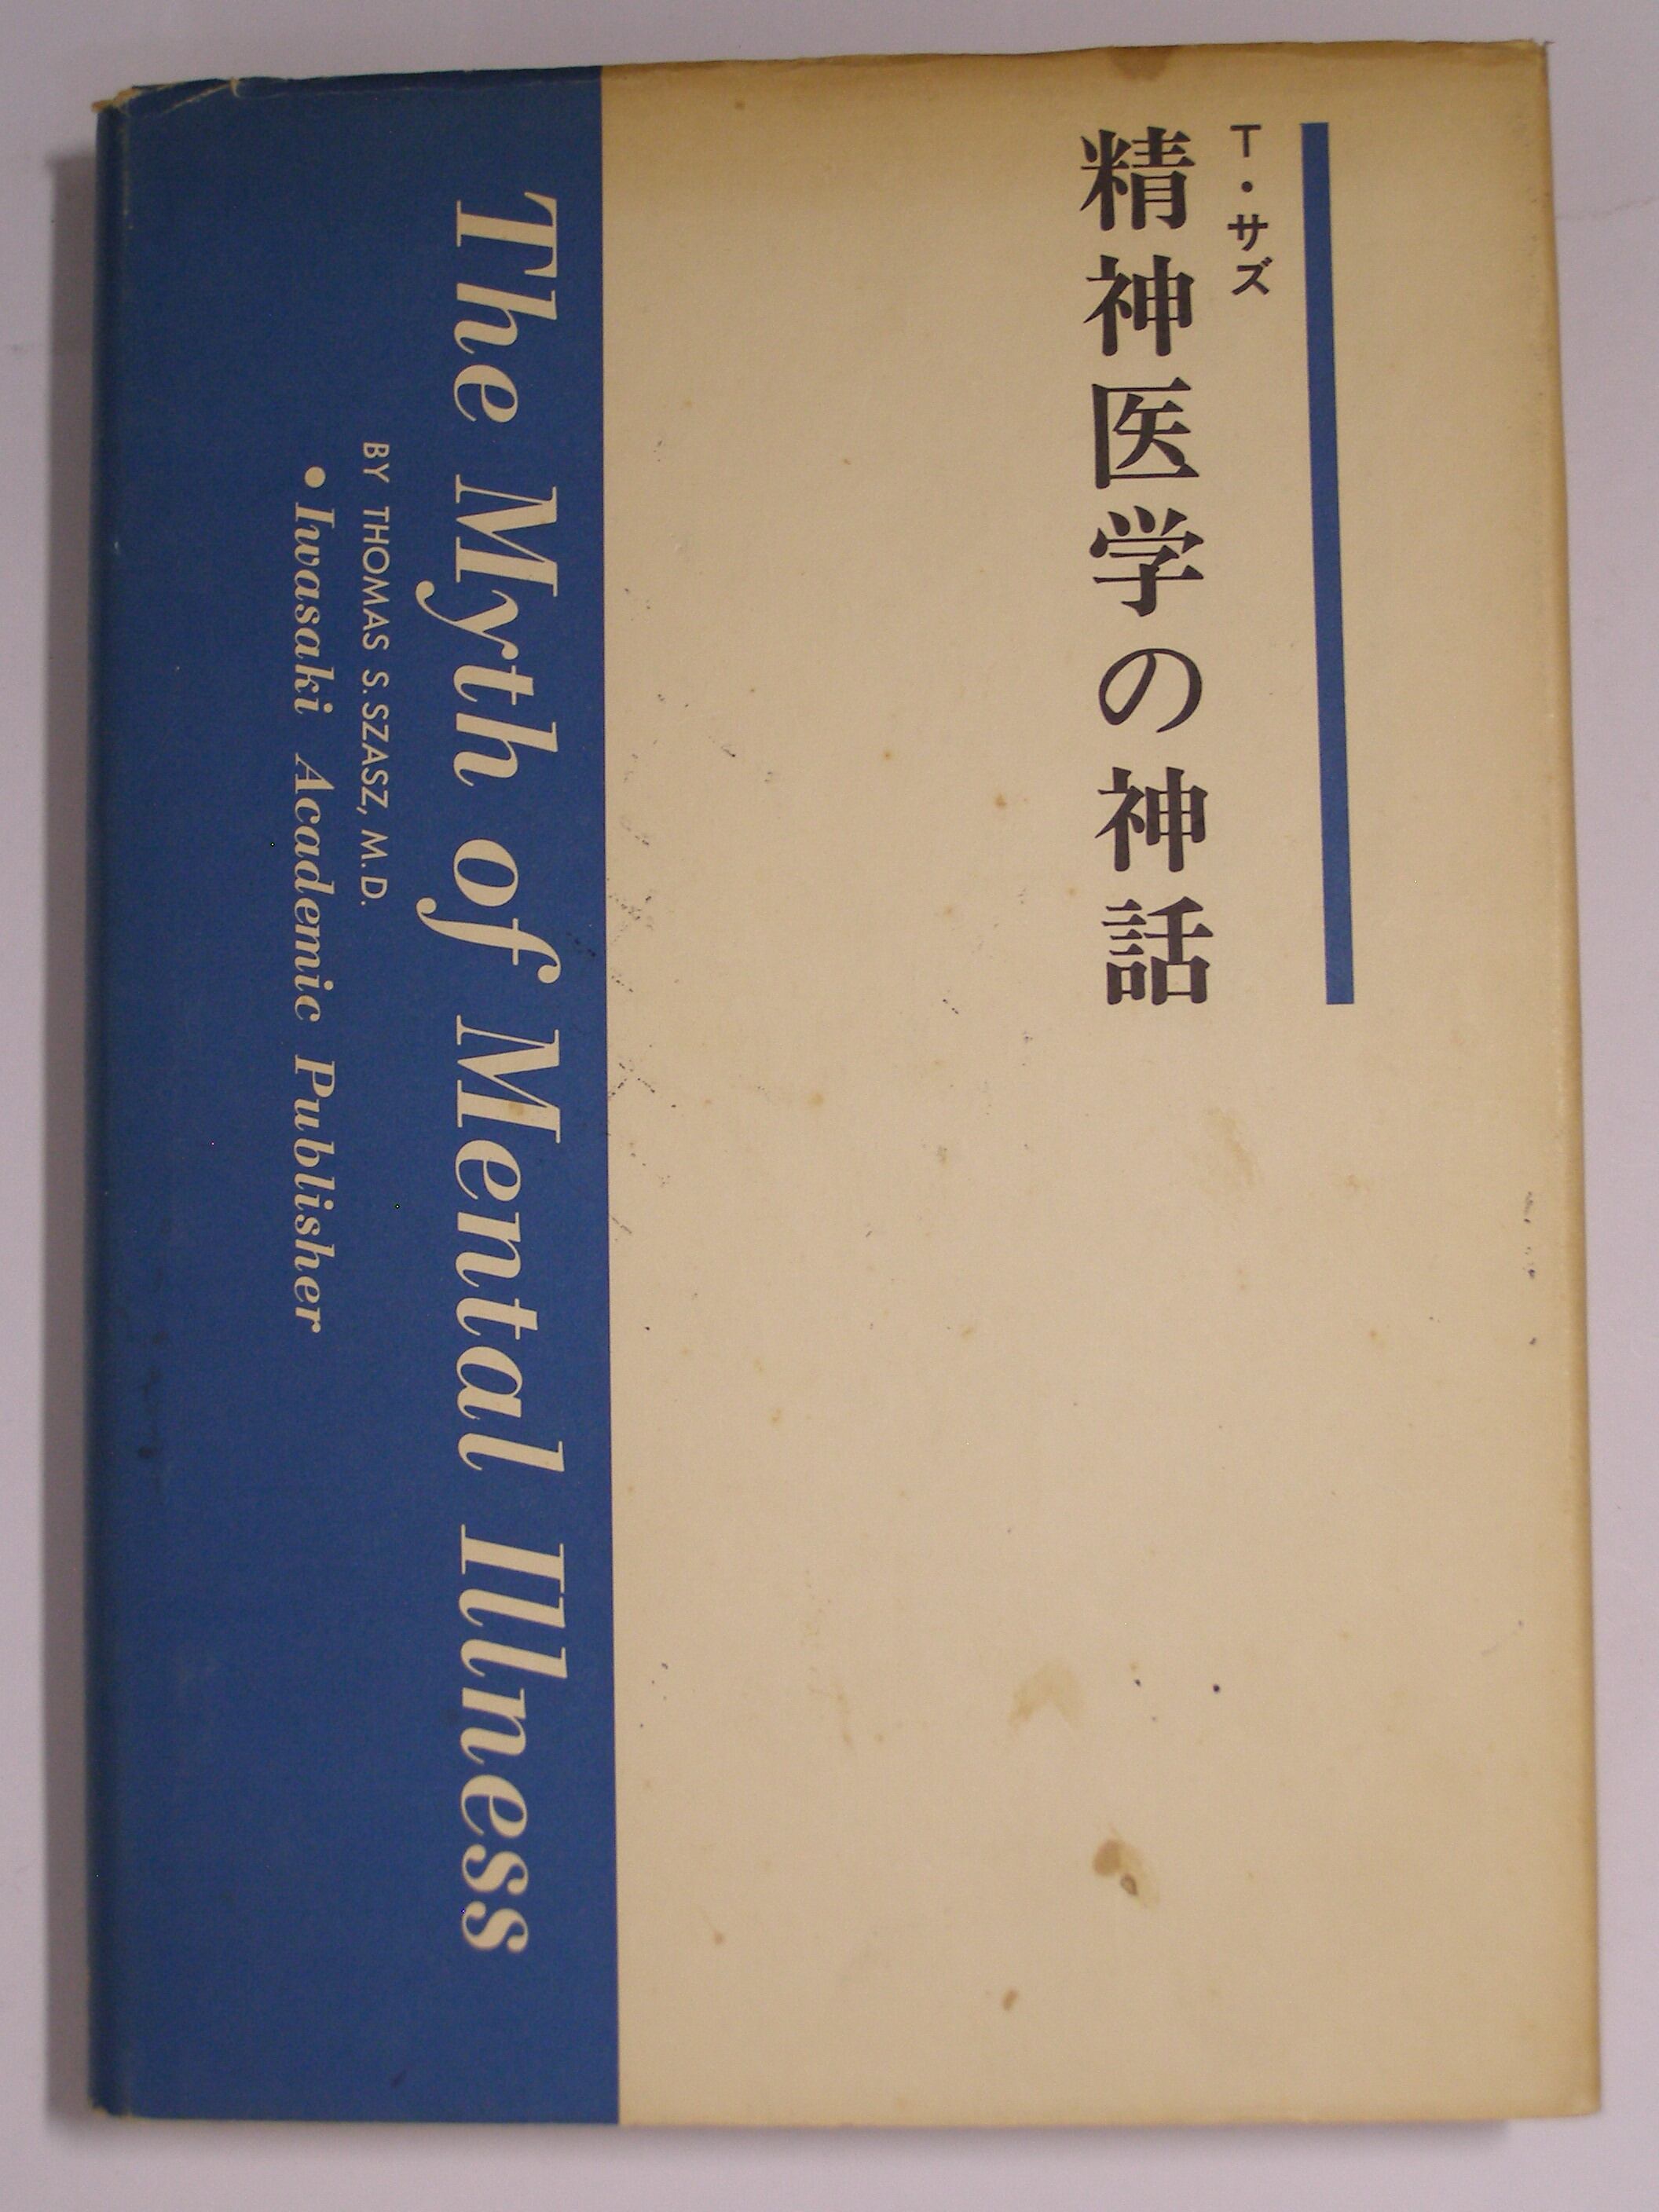 T・サズ
精神医学の神話
The Myth of Mental Illness
BY THOMAS S. SZASZ, M.D.
● Iwasaki Academic Publisher